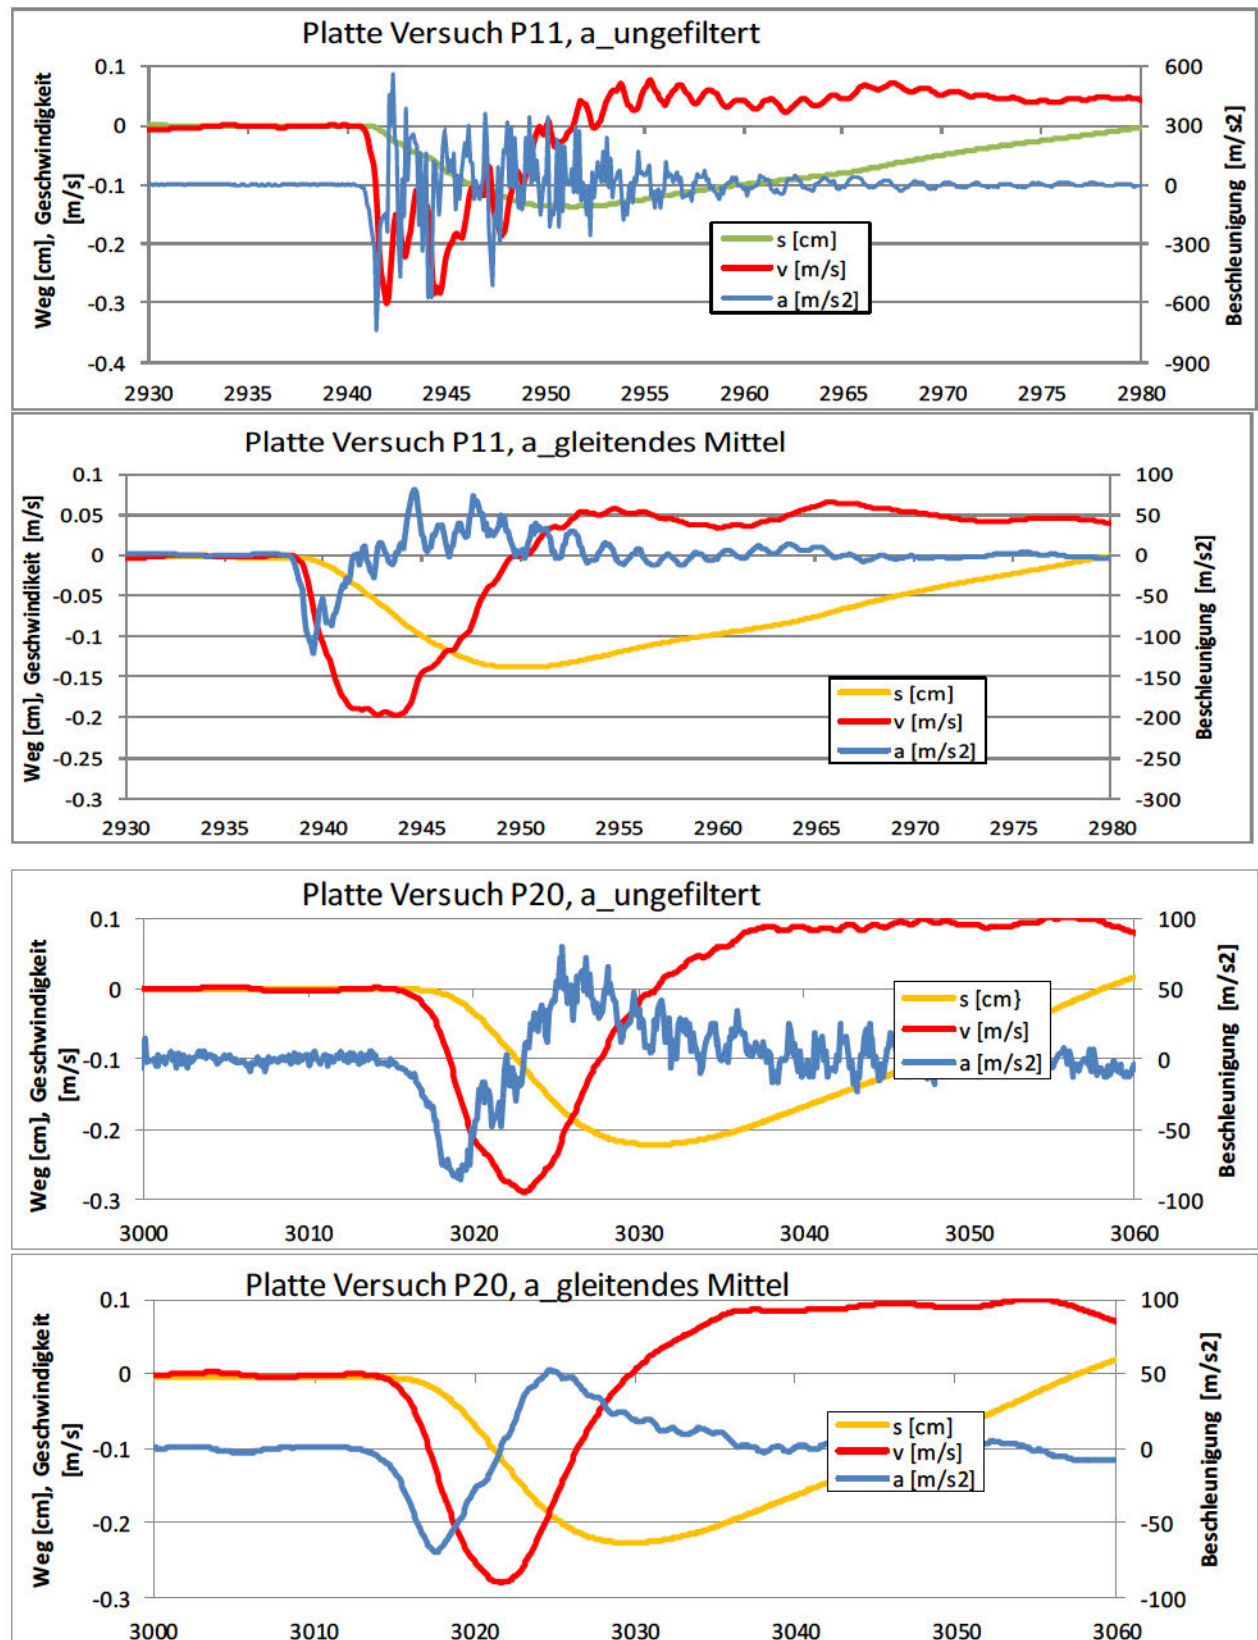 Platte Versuch P11, a_ungefiltert
Weg [cm], Geschwindigkeit
[m/s]
0.1
0
-0.1
-0.2
-0.3
-0.4
600
300
0
-300
-600
-900
Beschleunigung [m/s2]
s [cm]
v [m/s]
a [m/s2]
2930 2935 2940 2945 2950 2955 2960 2965 2970 2975 2980
Platte Versuch P11, a_gleitendes Mittel
Weg [cm], Geschwindikeit [m/s]
0.1
0.05
0
-0.05
-0.1
-0.15
-0.2
-0.25
-0.3
100
50
0
-50
-100
-150
-200
-250
-300
Beschleunigung [m/s2]
s [cm]
v [m/s]
a [m/s2]
2930 2935 2940 2945 2950 2955 2960 2965 2970 2975 2980
Platte Versuch P20, a_ungefiltert
Weg [cm], Geschwindigkeit
[m/s]
0.1
0
-0.1
-0.2
-0.3
100
50
0
-50
-100
Beschleunigung [m/s2]
s [cm}
v [m/s]
a [m/s2]
3000 3010 3020 3030 3040 3050 3060
Platte Versuch P20, a_gleitendes Mittel
Weg [cm], Geschwindigkeit
[m/s]
0.1
0
-0.1
-0.2
-0.3
100
50
0
-50
-100
Beschleunigung [m/s2]
s [cm]
v [m/s]
a [m/s2]
3000 3010 3020 3030 3040 3050 3060